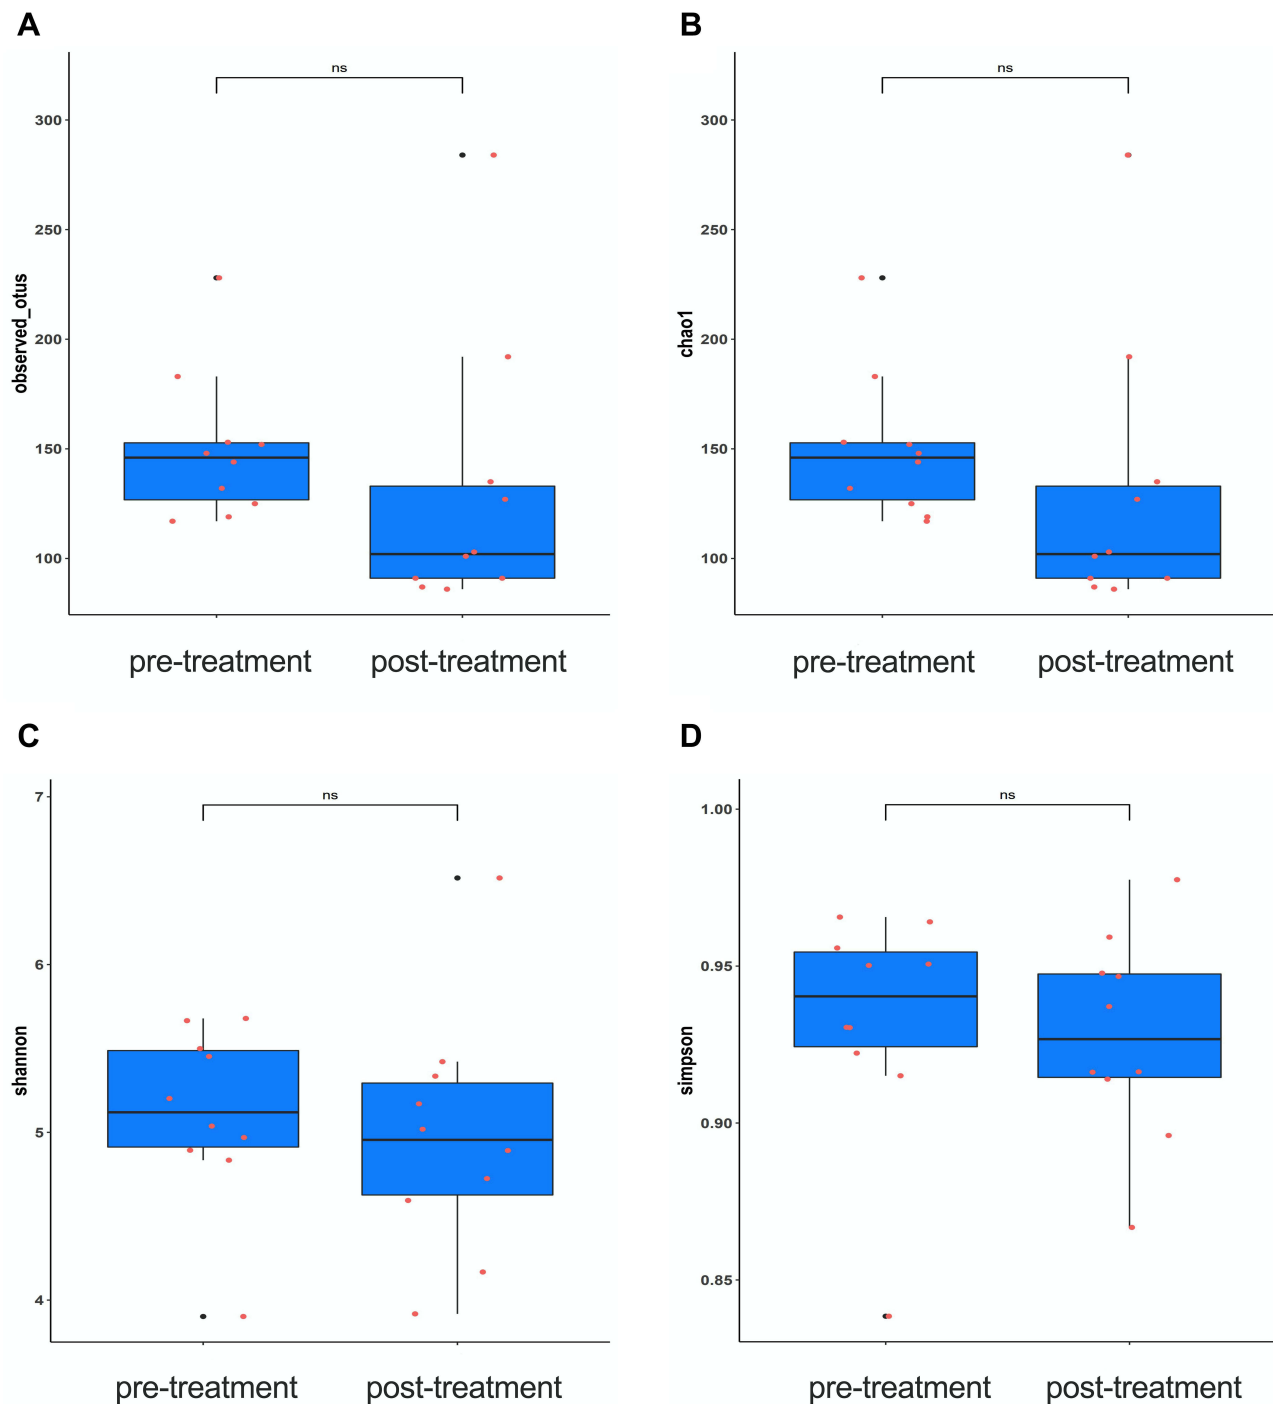 A
ns
300
250
200
150
100
observed_otus
pre-treatment
post-treatment
B
ns
300
250
200
150
100
chao1
pre-treatment
post-treatment
C
ns
7
6
5
4
shannon
pre-treatment
post-treatment
D
ns
1.00
0.95
0.90
0.85
simpson
pre-treatment
post-treatment